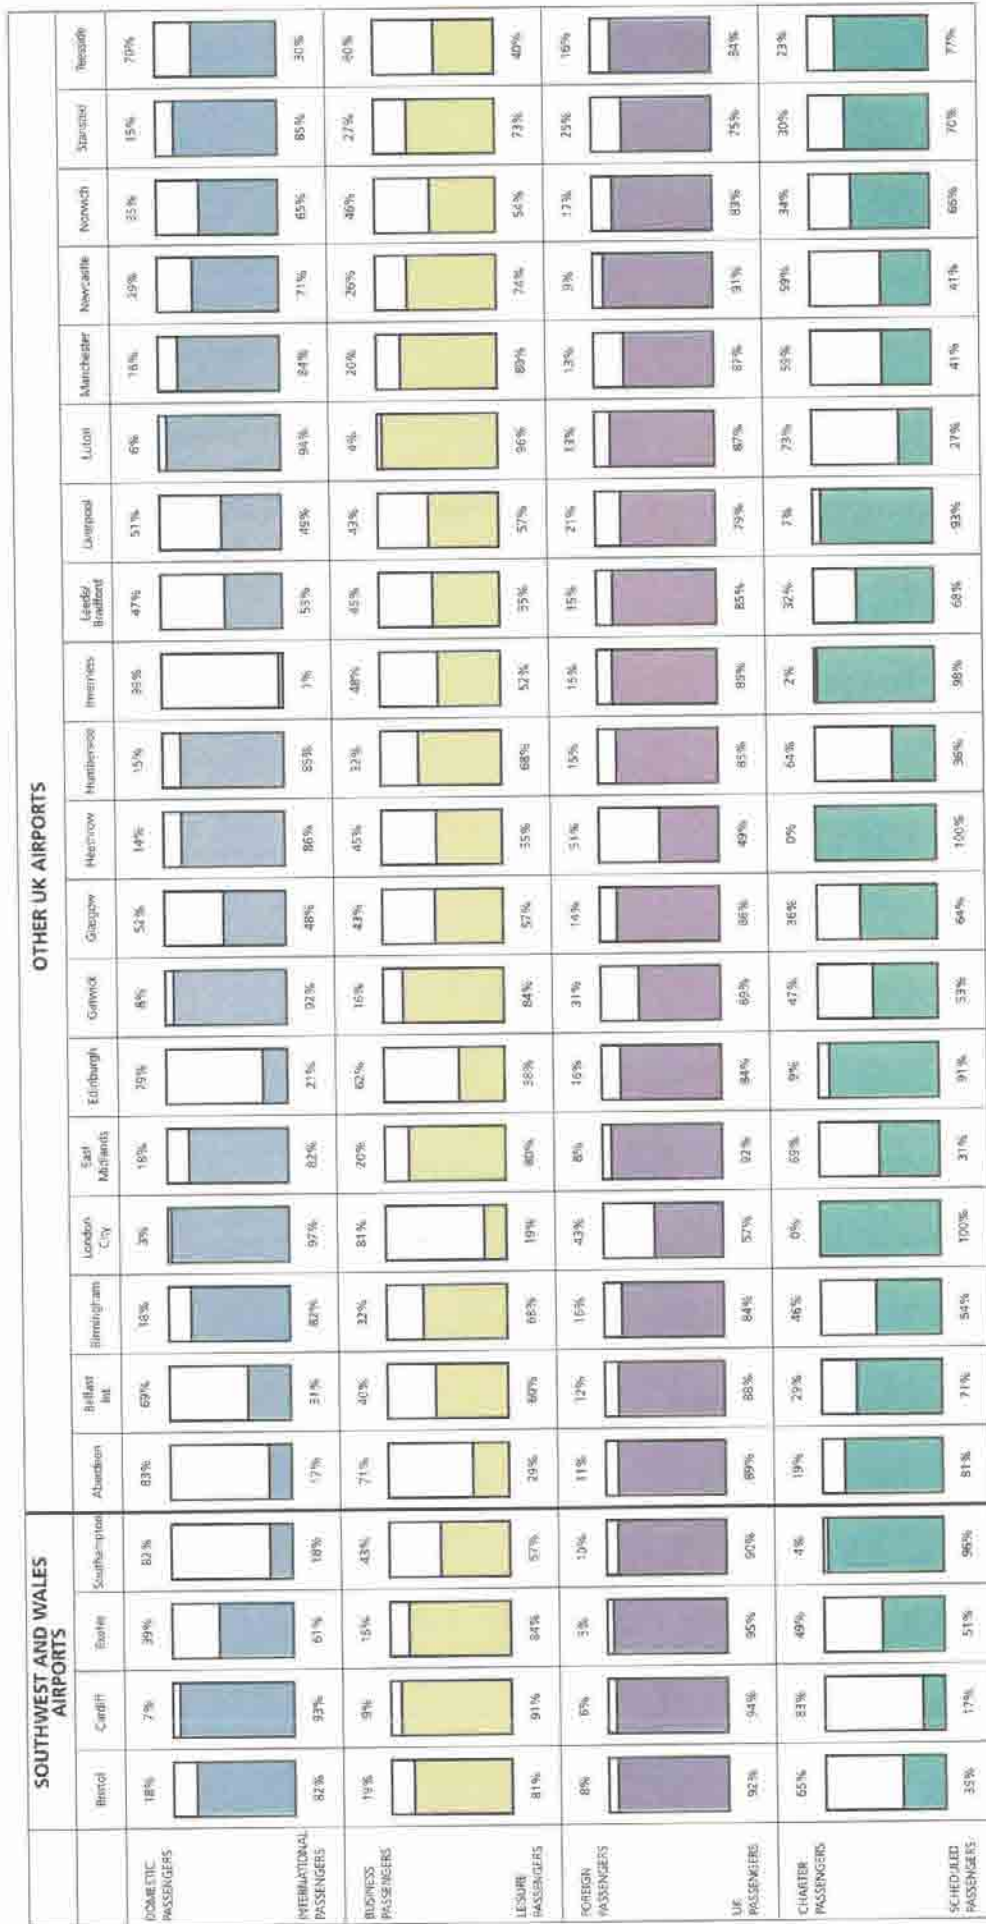 SOUTHWEST AND WALES
AIRPORTS
OTHER UK AIRPORTS
Bristol Cardiff Exeter Southampton Aberdeen Belfast Int. Birmingham London City East Midlands Edinburgh Gatwick Glasgow Heathrow Humberside Inverness Leeds/ Bradford Liverpool Luton Manchester Newcastle Norwich Stansted Teesside
DOMESTIC
PASSENGERS
18% 7% 39% 82% 83% 69% 18% 3% 18% 79% 8% 52% 14% 15% 99% 47% 51% 6% 16% 29% 35% 15% 70%
INTERNATIONAL
PASSENGERS
82% 93% 61% 18% 17% 31% 82% 97% 82% 21% 92% 48% 86% 85% 1% 53% 49% 94% 84% 71% 65% 85% 30%
BUSINESS
PASSENGERS
19% 9% 16% 43% 71% 40% 32% 81% 20% 62% 16% 43% 45% 32% 48% 45% 43% 4% 20% 26% 46% 27% 60%
LEISURE
PASSENGERS
81% 91% 84% 57% 29% 60% 68% 19% 80% 38% 84% 57% 55% 68% 52% 55% 57% 96% 80% 74% 54% 73% 40%
FOREIGN
PASSENGERS
8% 6% 5% 10% 11% 12% 16% 43% 8% 16% 31% 14% 51% 15% 15% 15% 21% 13% 13% 9% 17% 25% 16%
UK
PASSENGERS
92% 94% 95% 90% 89% 88% 84% 57% 92% 84% 69% 86% 49% 85% 85% 85% 79% 87% 87% 91% 83% 75% 84%
CHARTER
PASSENGERS
65% 83% 49% 4% 19% 29% 46% 0% 69% 9% 47% 36% 0% 64% 2% 32% 7% 73% 59% 59% 34% 30% 23%
SCHEDULED
PASSENGERS
35% 17% 51% 96% 81% 71% 54% 100% 31% 91% 53% 64% 100% 36% 98% 68% 93% 27% 41% 41% 66% 70% 77%